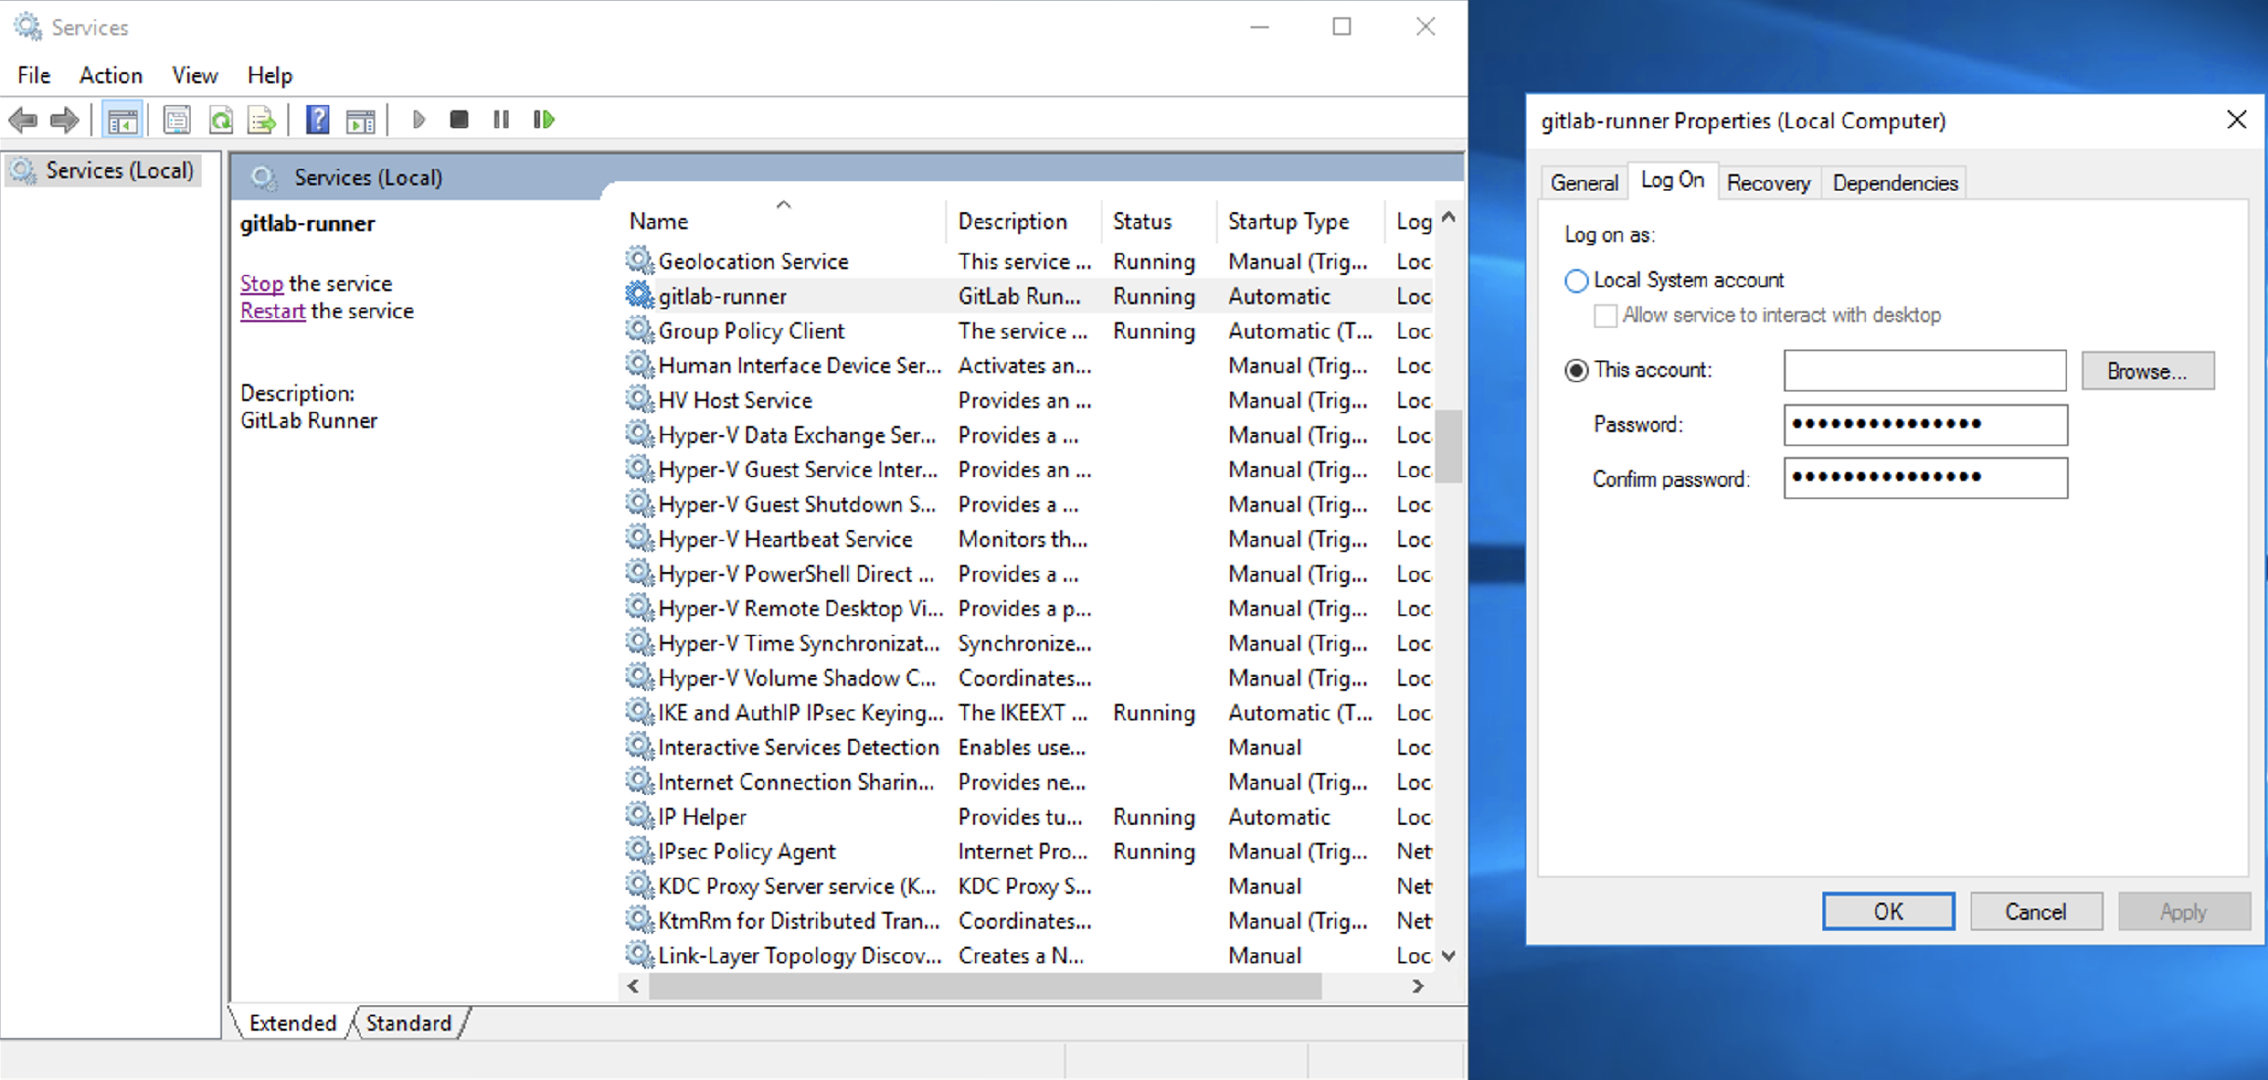 Services
File Action View Help
Services (Local)
Services (Local)
gitlab-runner
Stop the service
Restart the service
Description:
GitLab Runner
Name Description Status Startup Type Log
Geolocation Service This service ... Running Manual (Trig... Loc
gitlab-runner GitLab Run... Running Automatic Loc
Group Policy Client The service ... Running Automatic (T... Loc
Human Interface Device Ser... Activates an... Manual (Trig... Loc
HV Host Service Provides an ... Manual (Trig... Loc
Hyper-V Data Exchange Ser... Provides a ... Manual (Trig... Loc
Hyper-V Guest Service Inter... Provides an ... Manual (Trig... Loc
Hyper-V Guest Shutdown S... Provides a ... Manual (Trig... Loc
Hyper-V Heartbeat Service Monitors th... Manual (Trig... Loc
Hyper-V PowerShell Direct ... Provides a ... Manual (Trig... Loc
Hyper-V Remote Desktop Vi... Provides a p... Manual (Trig... Loc
Hyper-V Time Synchronizat... Synchronize... Manual (Trig... Loc
Hyper-V Volume Shadow C... Coordinates... Manual (Trig... Loc
IKE and AuthIP IPsec Keying... The IKEEXT ... Running Automatic (T... Loc
Interactive Services Detection Enables use... Manual Loc
Internet Connection Sharin... Provides ne... Manual (Trig... Loc
IP Helper Provides tu... Running Automatic Loc
IPsec Policy Agent Internet Pro... Running Manual (Trig... Net
KDC Proxy Server service (K... KDC Proxy S... Manual Net
KtmRm for Distributed Tran... Coordinates... Manual (Trig... Net
Link-Layer Topology Discov... Creates a N... Manual Loc
Extended Standard
gitlab-runner Properties (Local Computer)
General Log On Recovery Dependencies
Log on as:
Local System account
Allow service to interact with desktop
This account: Browse...
Password: •••••••••••••••
Confirm password: •••••••••••••••
OK Cancel Apply